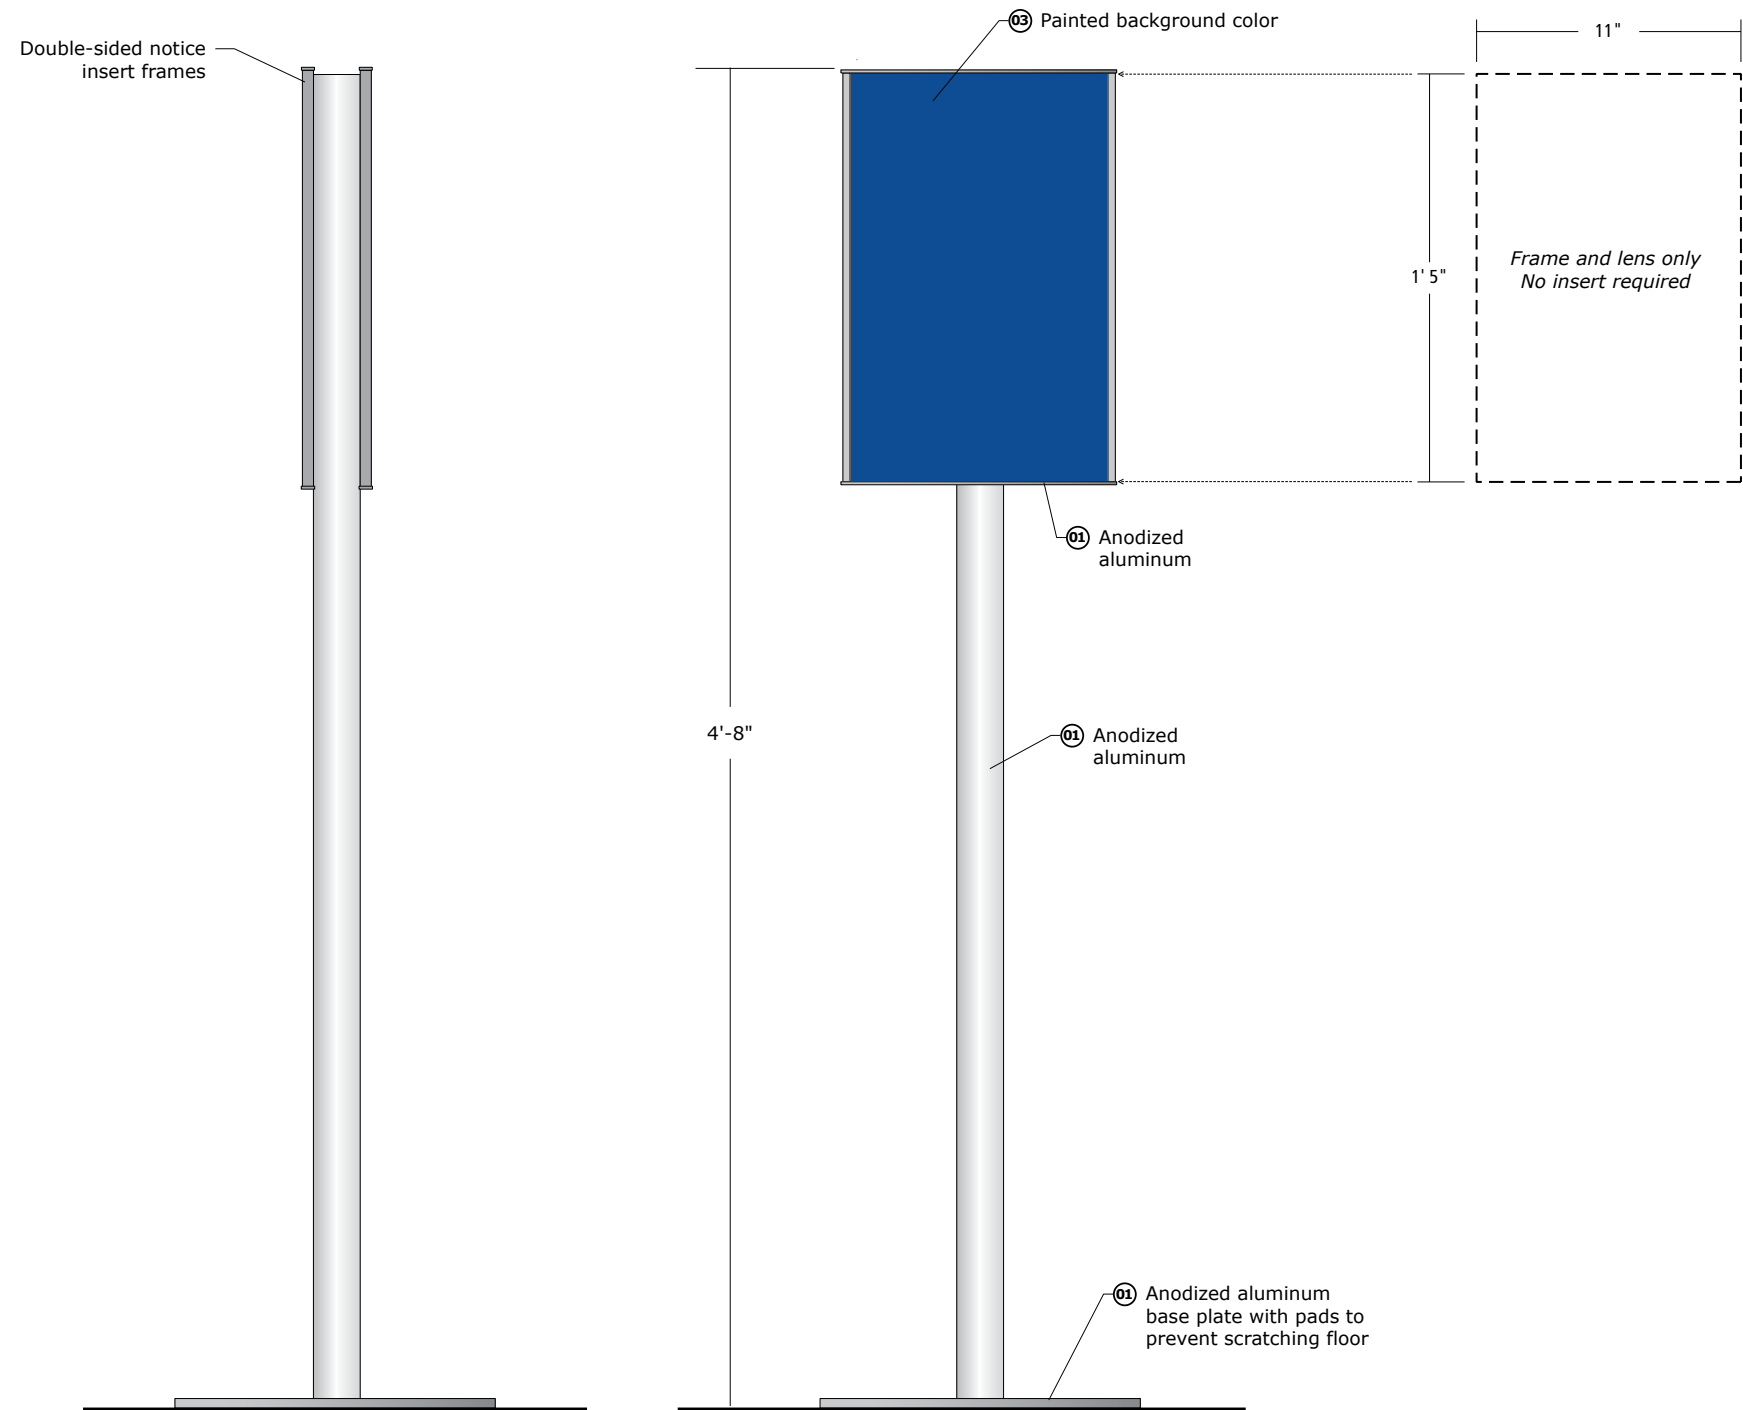 Double-sided notice
insert frames
03 Painted background color
11"
1' 5"
Frame and lens only
No insert required
01 Anodized
aluminum
4'-8"
01 Anodized
aluminum
01 Anodized aluminum
base plate with pads to
prevent scratching floor